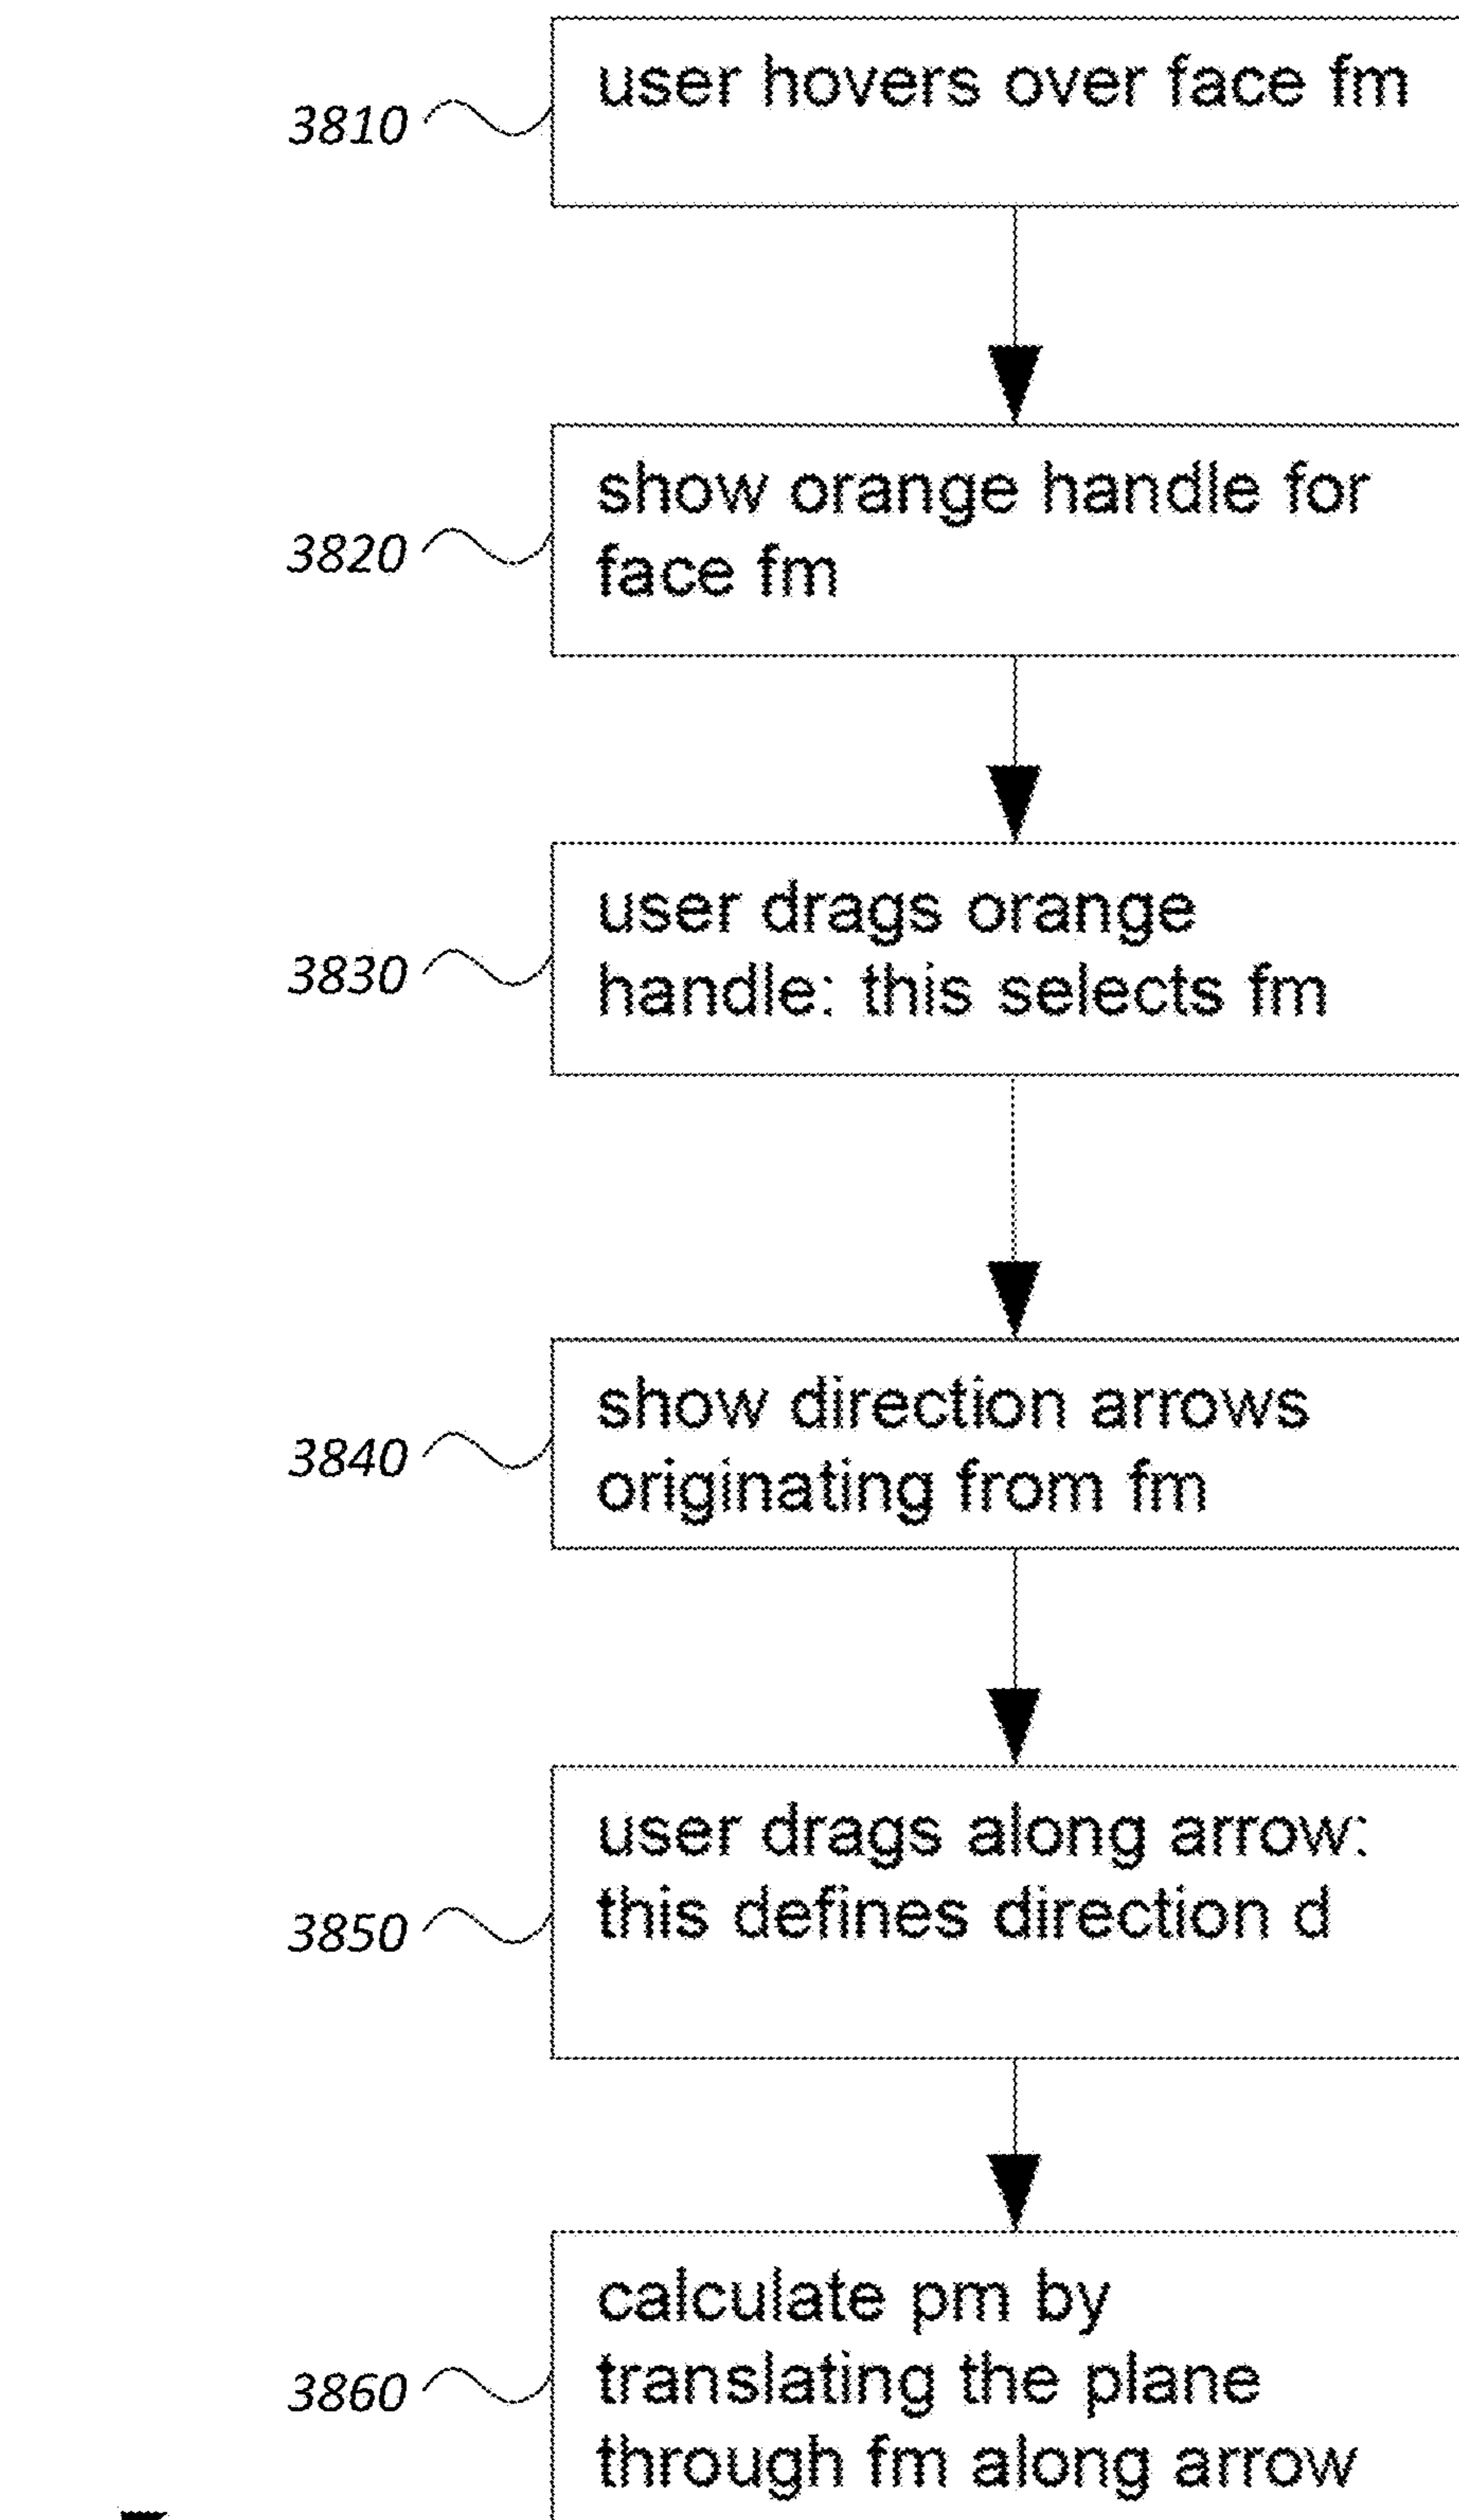 3810
user hovers over face fm
3820
show orange handle for
face fm
3830
user drags orange
handle: this selects fm
3840
show direction arrows
originating from fm
3850
user drags along arrow:
this defines direction d
3860
calculate pm by
translating the plane
through fm along arrow